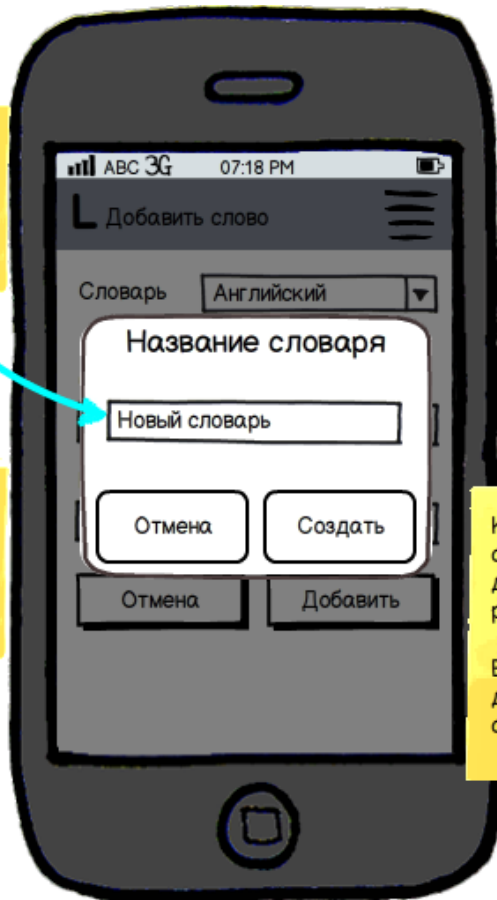 ABC 3G 07:18 PM
L Добавить слово
Словарь Английский
Название словаря
Новый словарь
Отмена Создать
Отмена Добавить